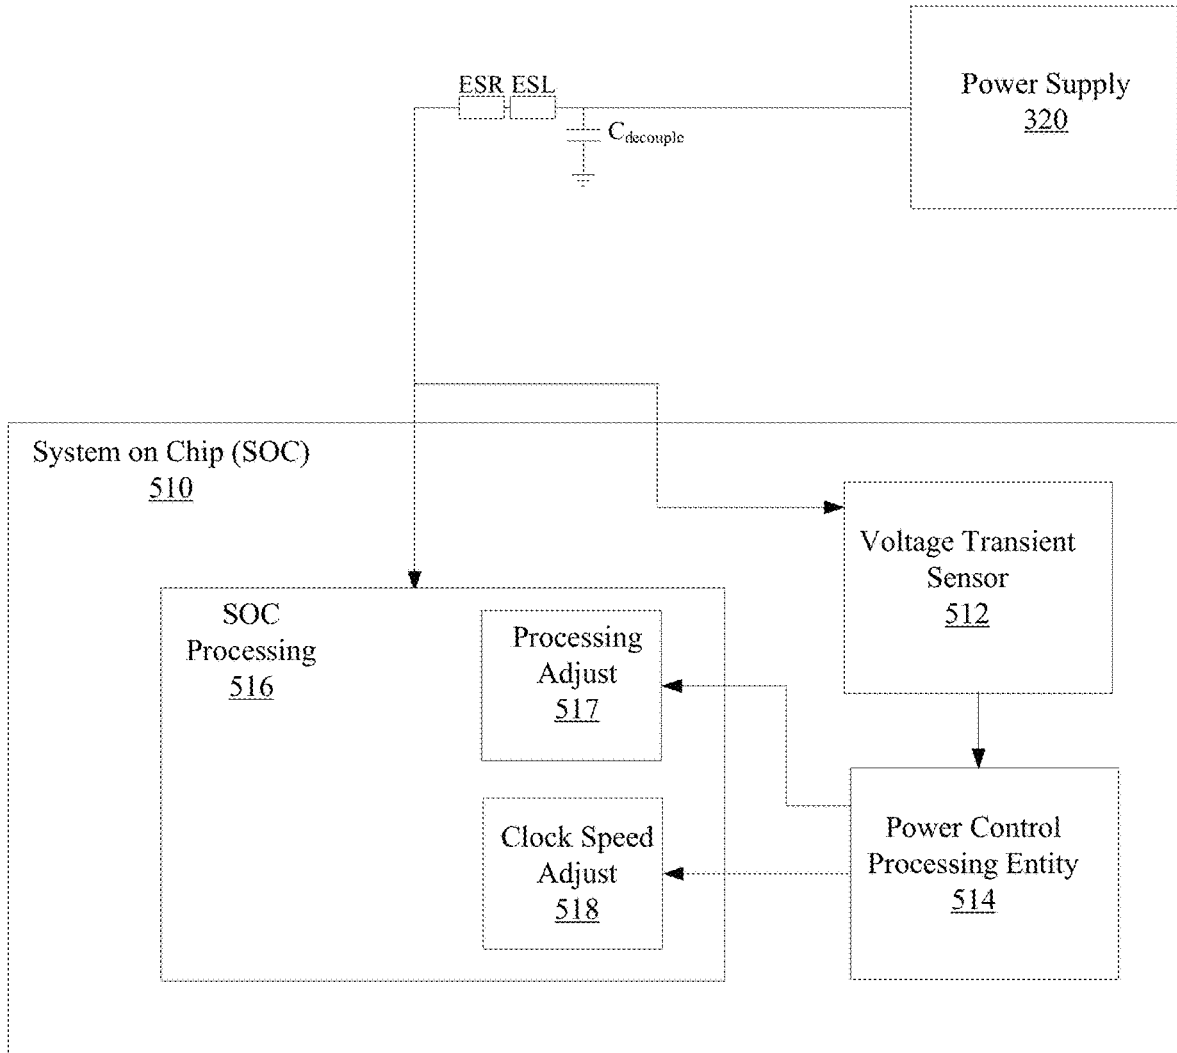 Power Supply
320
ESR ESL
Cdecouple
System on Chip (SOC)
510
Voltage Transient
Sensor
512
SOC
Processing
516
Processing
Adjust
517
Clock Speed
Adjust
518
Power Control
Processing Entity
514